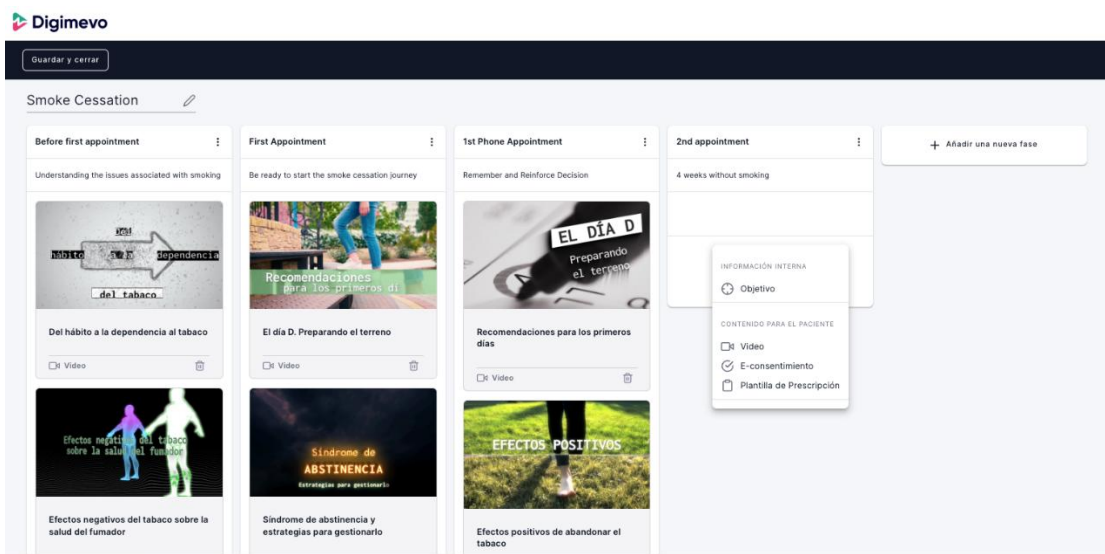 Digimevo
Guardar y cerrar
Smoke Cessation
Before first appointment
Understanding the issues associated with smoking
Del
hábito a la dependencia
del tabaco
Del hábito a la dependencia al tabaco
Video
Efectos negativos del tabaco
sobre la salud del fumador
Efectos negativos del tabaco sobre la
salud del fumador
First Appointment
Be ready to start the smoke cessation journey
Recomendaciones
para los primeros di
El día D. Preparando el terreno
Video
Síndrome de
ABSTINENCIA
Estrategias para gestionarlo
Síndrome de abstinencia y
estrategias para gestionarlo
1st Phone Appointment
Remember and Reinforce Decision
EL DÍA D
Preparando
el terreno
Recomendaciones para los primeros
días
Video
EFECTOS POSITIVOS
Efectos positivos de abandonar el
tabaco
2nd appointment
4 weeks without smoking
INFORMACIÓN INTERNA
Objetivo
CONTENIDO PARA EL PACIENTE
Video
E-consentimiento
Plantilla de Prescripción
+ Añadir una nueva fase